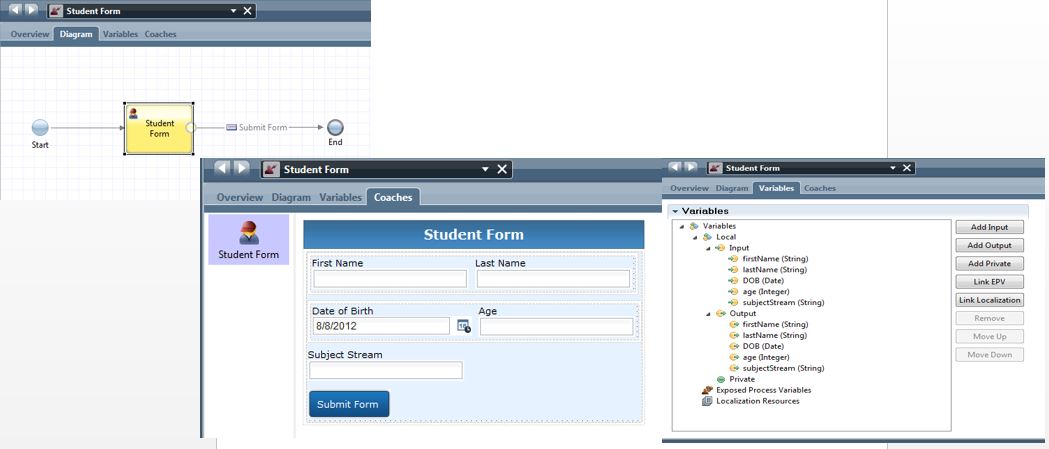 Student Form
Overview Diagram Variables Coaches
Student
Form
Submit Form
Start
End
Student Form
Overview Diagram Variables Coaches
Student Form
Student Form
First Name Last Name
Date of Birth Age
8/8/2012
Subject Stream
Submit Form
Student Form
Overview Diagram Variables Coaches
Variables
Variables
Local
Input
firstName (String)
lastName (String)
DOB (Date)
age (Integer)
subjectStream (String)
Output
firstName (String)
lastName (String)
DOB (Date)
age (Integer)
subjectStream (String)
Private
Exposed Process Variables
Localization Resources
Add Input
Add Output
Add Private
Link EPV
Link Localization
Remove
Move Up
Move Down